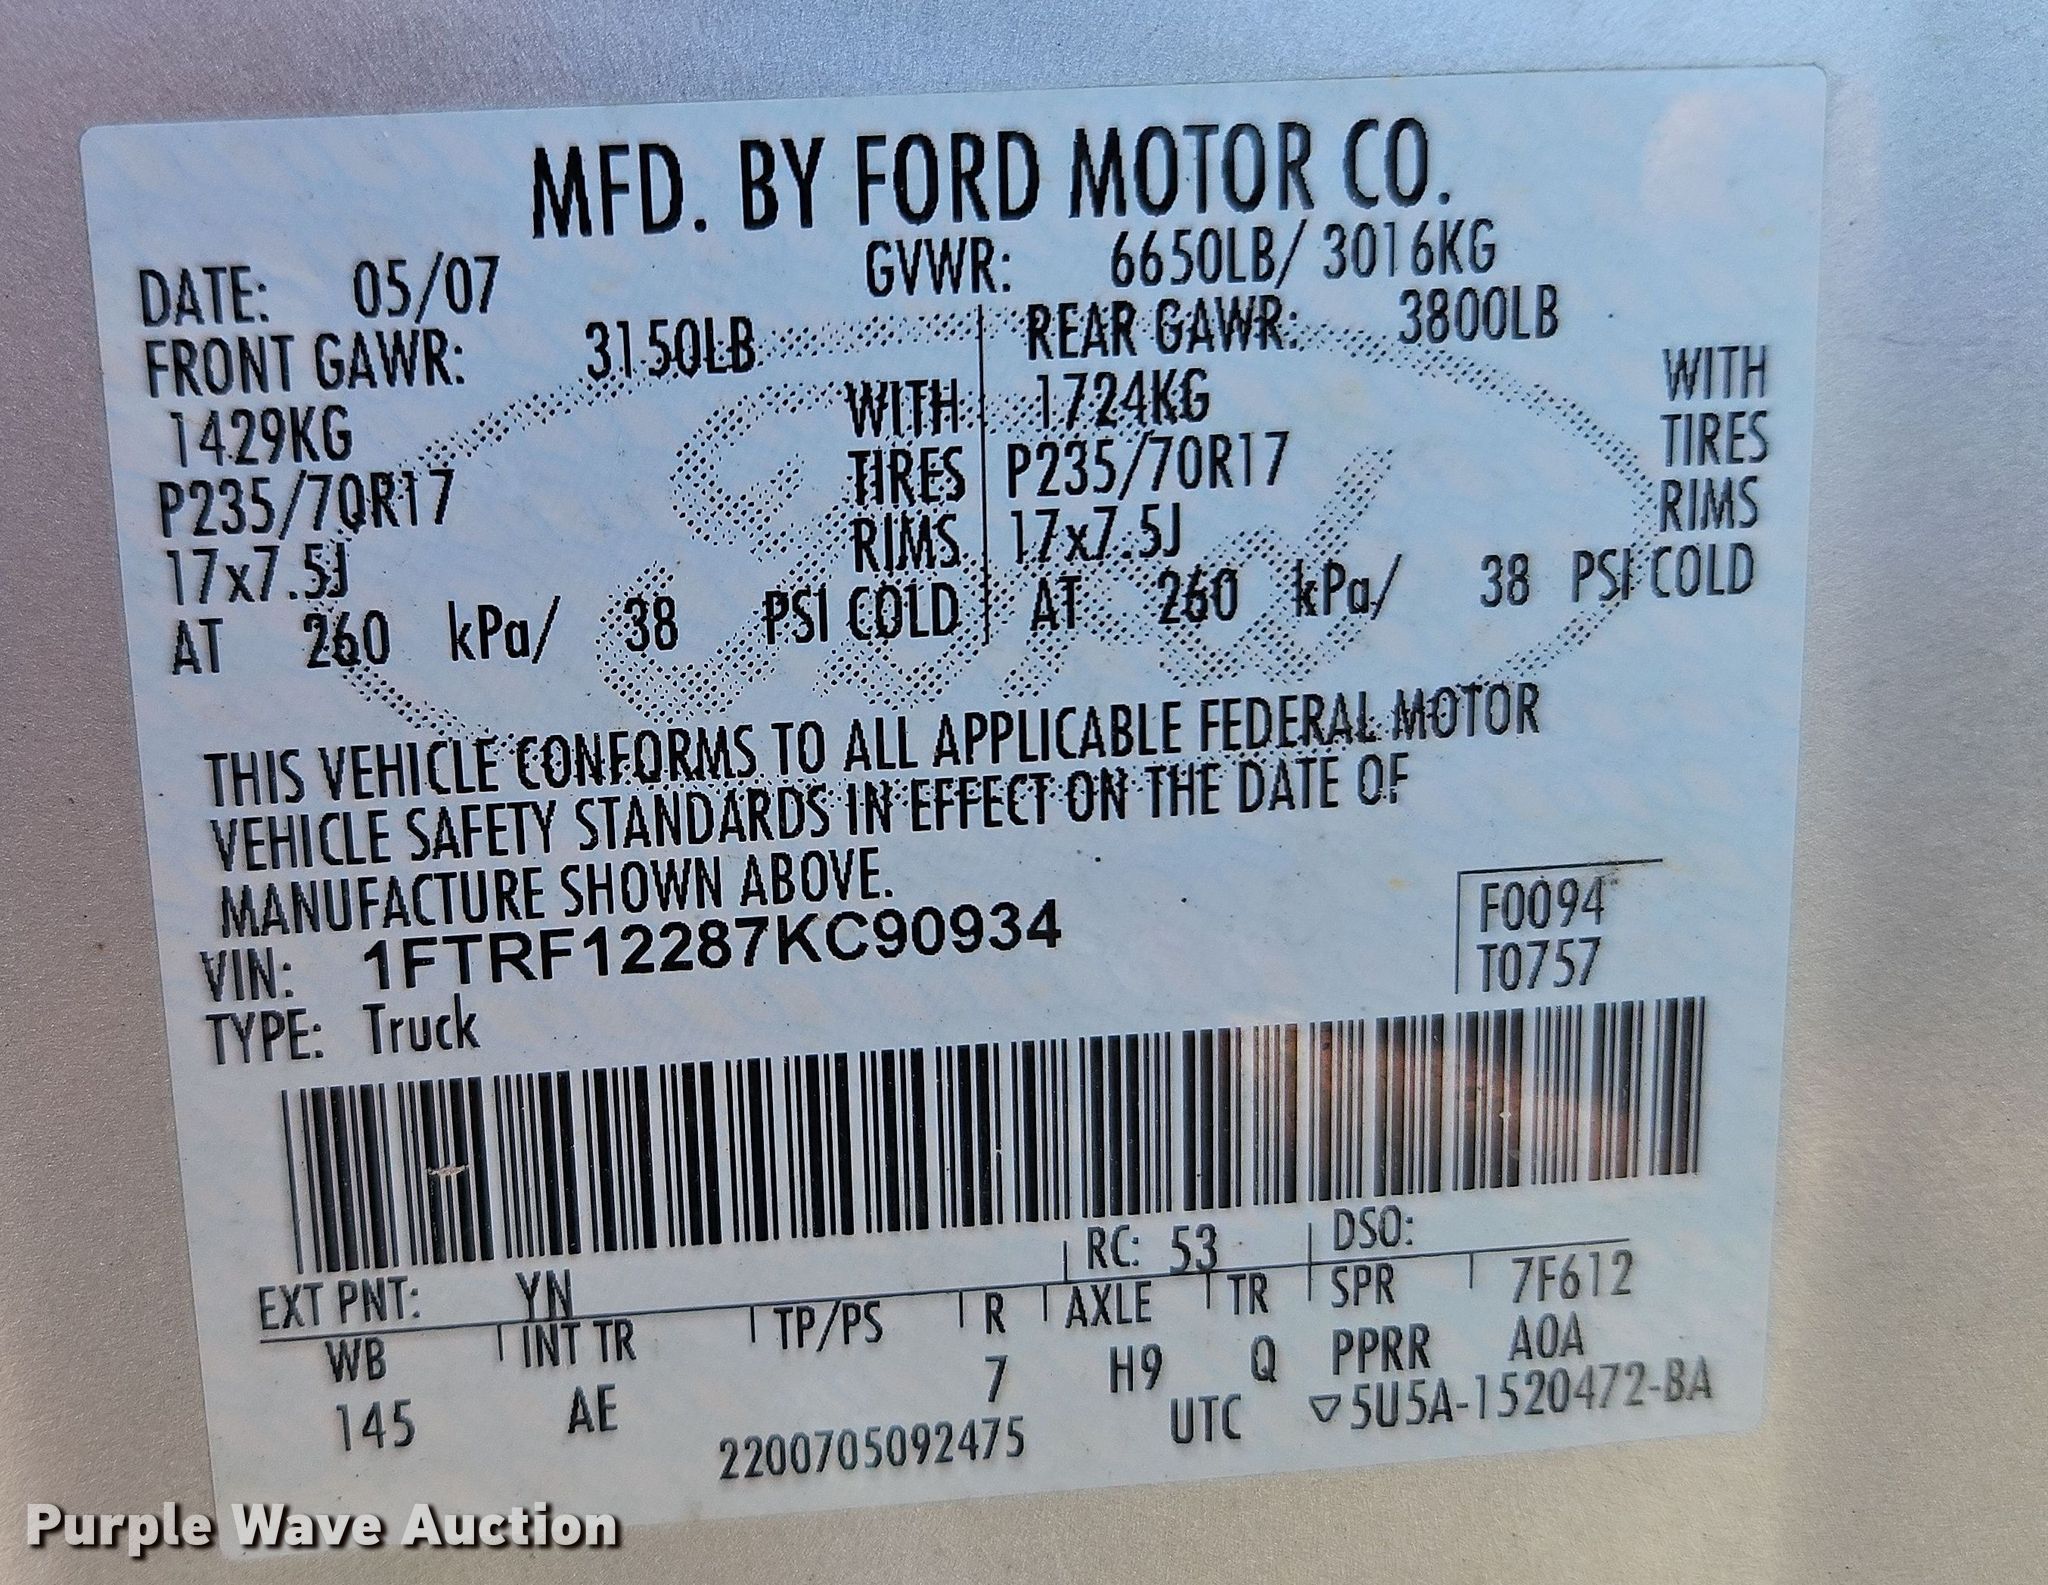 MFD. BY FORD MOTOR CO.
DATE: 05/07 GVWR: 6650LB/ 3016KG
FRONT GAWR: 3150LB REAR GAWR: 3800LB
1429KG WITH 1724KG WITH
P235/70R17 TIRES P235/70R17 TIRES
17x7.5J RIMS 17x7.5J RIMS
AT 260 kPa/ 38 PSI COLD AT 260 kPa/ 38 PSI COLD
Ford
THIS VEHICLE CONFORMS TO ALL APPLICABLE FEDERAL MOTOR
VEHICLE SAFETY STANDARDS IN EFFECT ON THE DATE OF
MANUFACTURE SHOWN ABOVE.
F0094
VIN: 1FTRF12287KC90934 T0757
TYPE: Truck
EXT PNT: YN RC: 53 DSO:
WB INT TR TP/PS R AXLE TR SPR 7F612
145 AE 7 H9 Q PPRR A0A
2200705092475 UTC ▽5U5A-1520472-BA
Purple Wave Auction